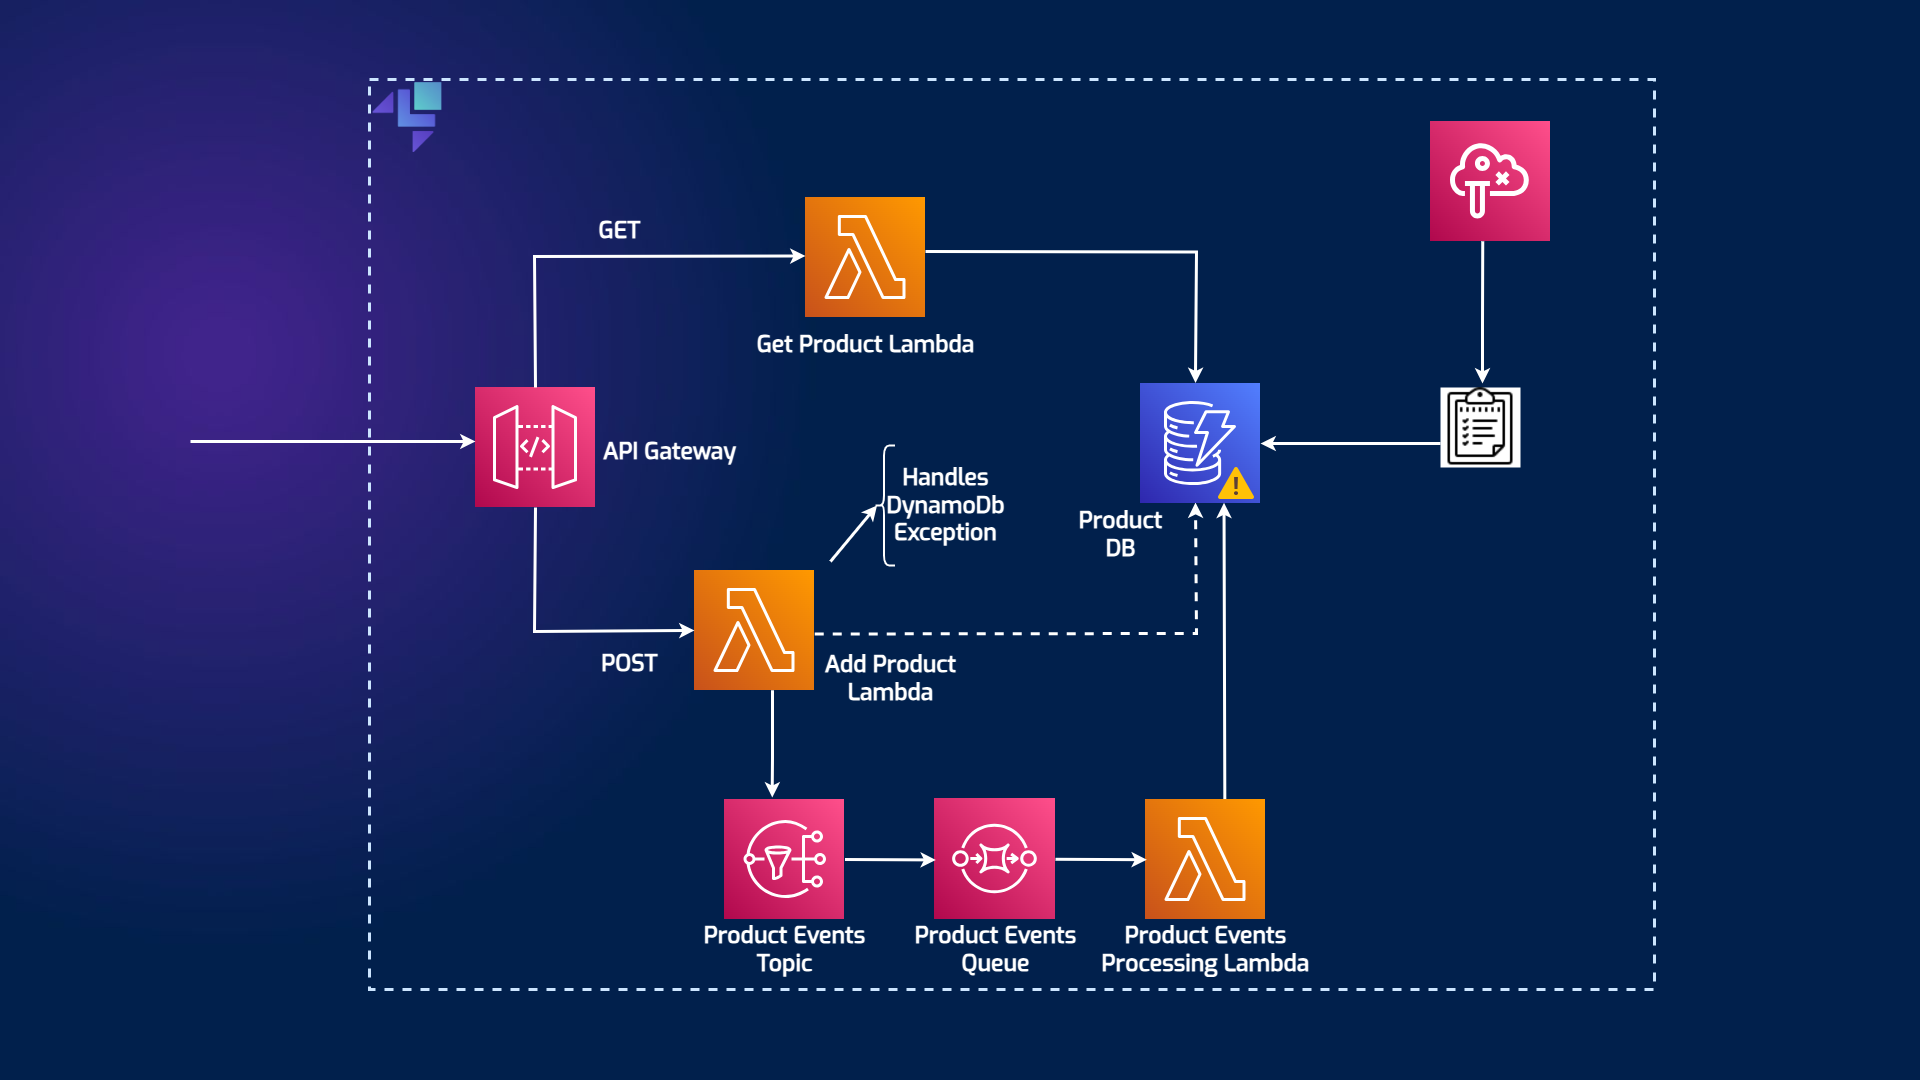 GET
Get Product Lambda
API Gateway
Handles
DynamoDb
Exception
Product
DB
POST
Add Product
Lambda
Product Events
Topic
Product Events
Queue
Product Events
Processing Lambda